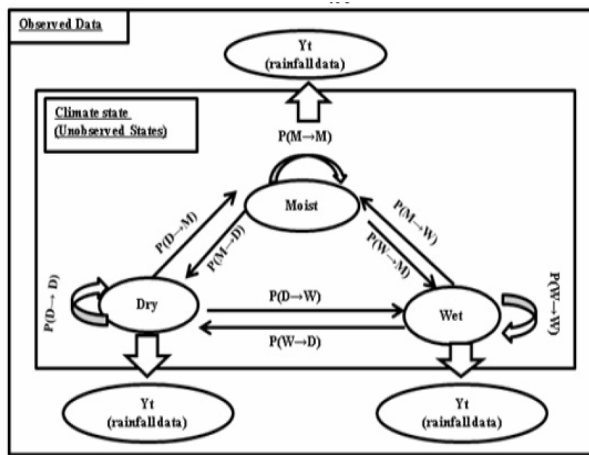 Observed Data
Yt
(rainfall data)
Climate state
(Unobserved States)
P(M→M)
Moist
P(D→M)
P(M→D)
P(M→W)
P(W→M)
P(D→D)
Dry
P(D→W)
Wet
P(W→W)
P(W→D)
Yt
(rainfall data)
Yt
(rainfall data)